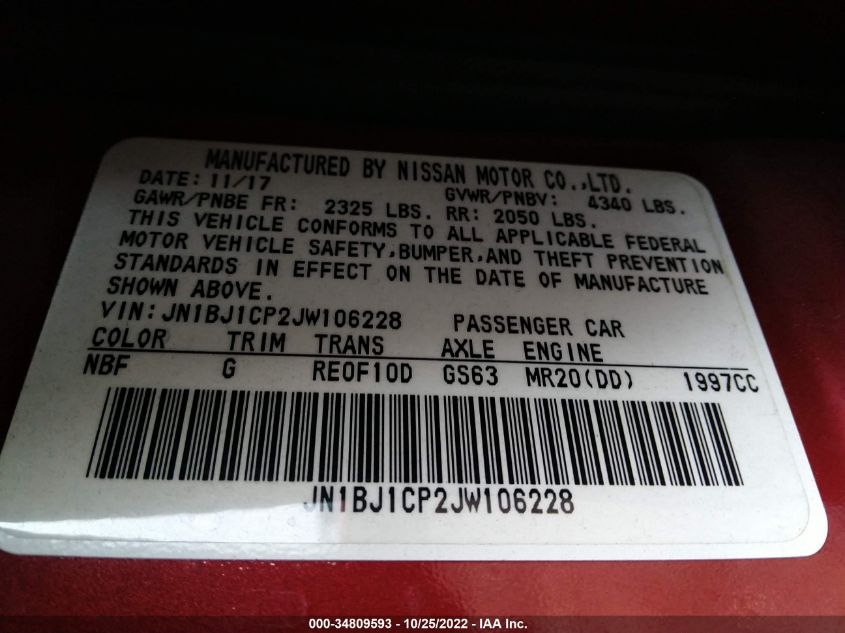 MANUFACTURED BY NISSAN MOTOR CO.,LTD.
DATE: 11/17 GVWR/PNBV: 4340 LBS.
GAWR/PNBE FR: 2325 LBS. RR: 2050 LBS.
THIS VEHICLE CONFORMS TO ALL APPLICABLE FEDERAL
MOTOR VEHICLE SAFETY,BUMPER,AND THEFT PREVENTION
STANDARDS IN EFFECT ON THE DATE OF MANUFACTURE
SHOWN ABOVE.
VIN:JN1BJ1CP2JW106228 PASSENGER CAR
COLOR TRIM TRANS AXLE ENGINE
NBF G RE0F10D GS63 MR20(DD) 1997CC
JN1BJ1CP2JW106228
000-34809593 - 10/25/2022 - IAA Inc.